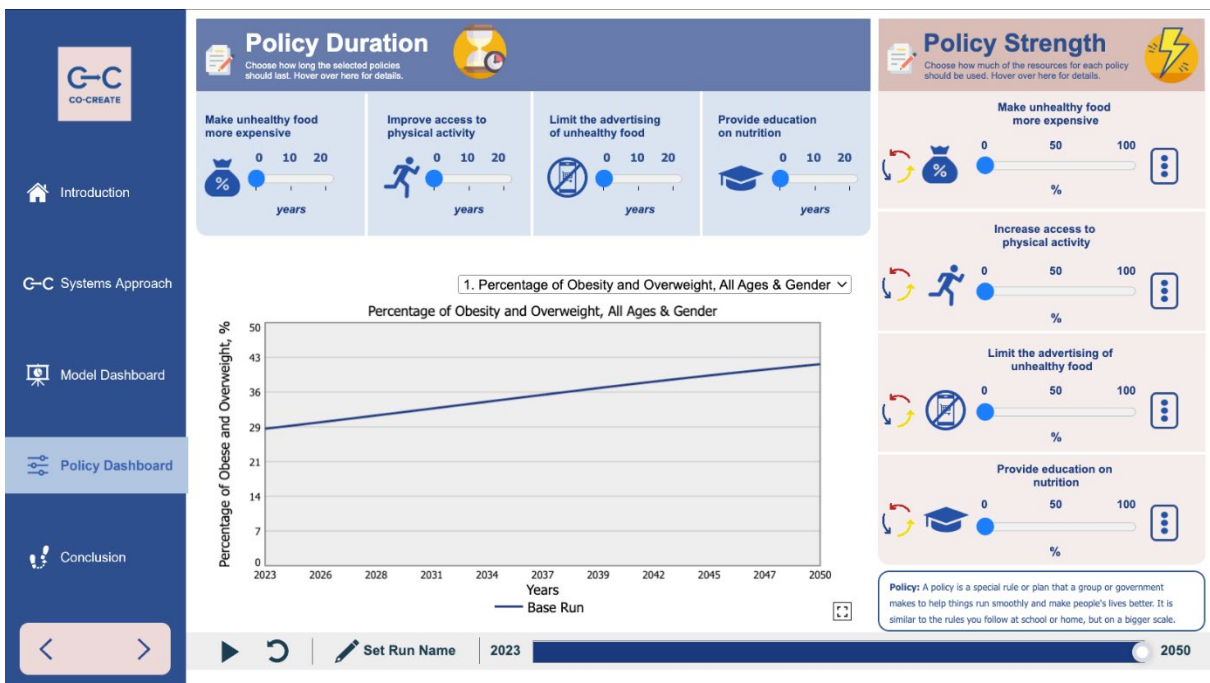 C-C
CO-CREATE
Introduction
C-C Systems Approach
Model Dashboard
Policy Dashboard
Conclusion
Policy Duration
Choose how long the selected policies
should last. Hover over here for details.
Make unhealthy food
more expensive
0 10 20
%
years
Improve access to
physical activity
0 10 20
years
Limit the advertising
of unhealthy food
0 10 20
years
Provide education
on nutrition
0 10 20
years
1. Percentage of Obesity and Overweight, All Ages & Gender
Percentage of Obesity and Overweight, All Ages & Gender
Percentage of Obese and Overweight, %
50
43
36
29
21
14
7
0
2023 2026 2028 2031 2034 2037 2039 2042 2045 2047 2050
Years
Base Run
Policy Strength
Choose how much of the resources for each policy
should be used. Hover over here for details.
Make unhealthy food
more expensive
0 50 100
%
%
Increase access to
physical activity
0 50 100
%
Limit the advertising of
unhealthy food
0 50 100
%
Provide education on
nutrition
0 50 100
%
Policy: A policy is a special rule or plan that a group or government
makes to help things run smoothly and make people's lives better. It is
similar to the rules you follow at school or home, but on a bigger scale.
Set Run Name 2023 2050